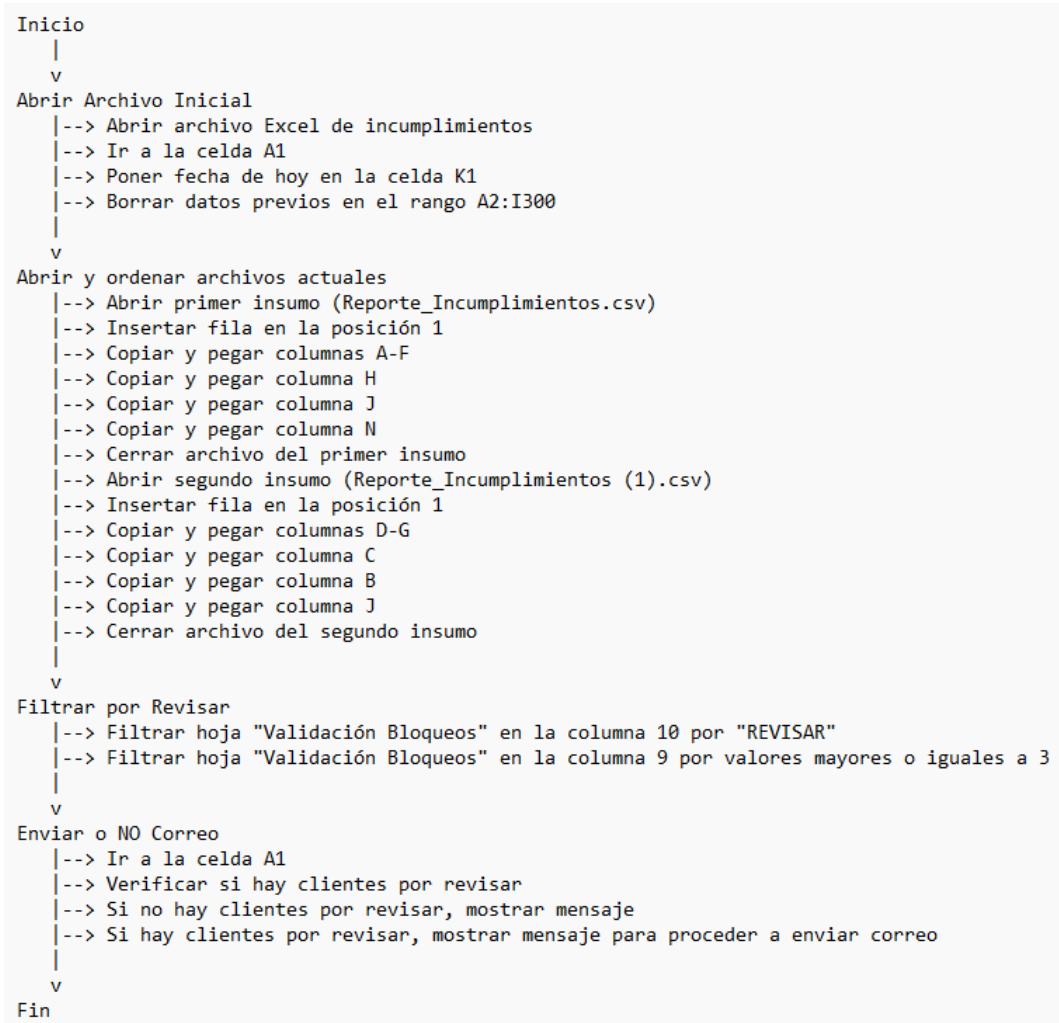 Inicio
|
v
Abrir Archivo Inicial
|--> Abrir archivo Excel de incumplimientos
|--> Ir a la celda A1
|--> Poner fecha de hoy en la celda K1
|--> Borrar datos previos en el rango A2:I300
|
v
Abrir y ordenar archivos actuales
|--> Abrir primer insumo (Reporte_Incumplimientos.csv)
|--> Insertar fila en la posición 1
|--> Copiar y pegar columnas A-F
|--> Copiar y pegar columna H
|--> Copiar y pegar columna J
|--> Copiar y pegar columna N
|--> Cerrar archivo del primer insumo
|--> Abrir segundo insumo (Reporte_Incumplimientos (1).csv)
|--> Insertar fila en la posición 1
|--> Copiar y pegar columnas D-G
|--> Copiar y pegar columna C
|--> Copiar y pegar columna B
|--> Copiar y pegar columna J
|--> Cerrar archivo del segundo insumo
|
v
Filtrar por Revisar
|--> Filtrar hoja "Validación Bloqueos" en la columna 10 por "REVISAR"
|--> Filtrar hoja "Validación Bloqueos" en la columna 9 por valores mayores o iguales a 3
|
v
Enviar o NO Correo
|--> Ir a la celda A1
|--> Verificar si hay clientes por revisar
|--> Si no hay clientes por revisar, mostrar mensaje
|--> Si hay clientes por revisar, mostrar mensaje para proceder a enviar correo
|
v
Fin